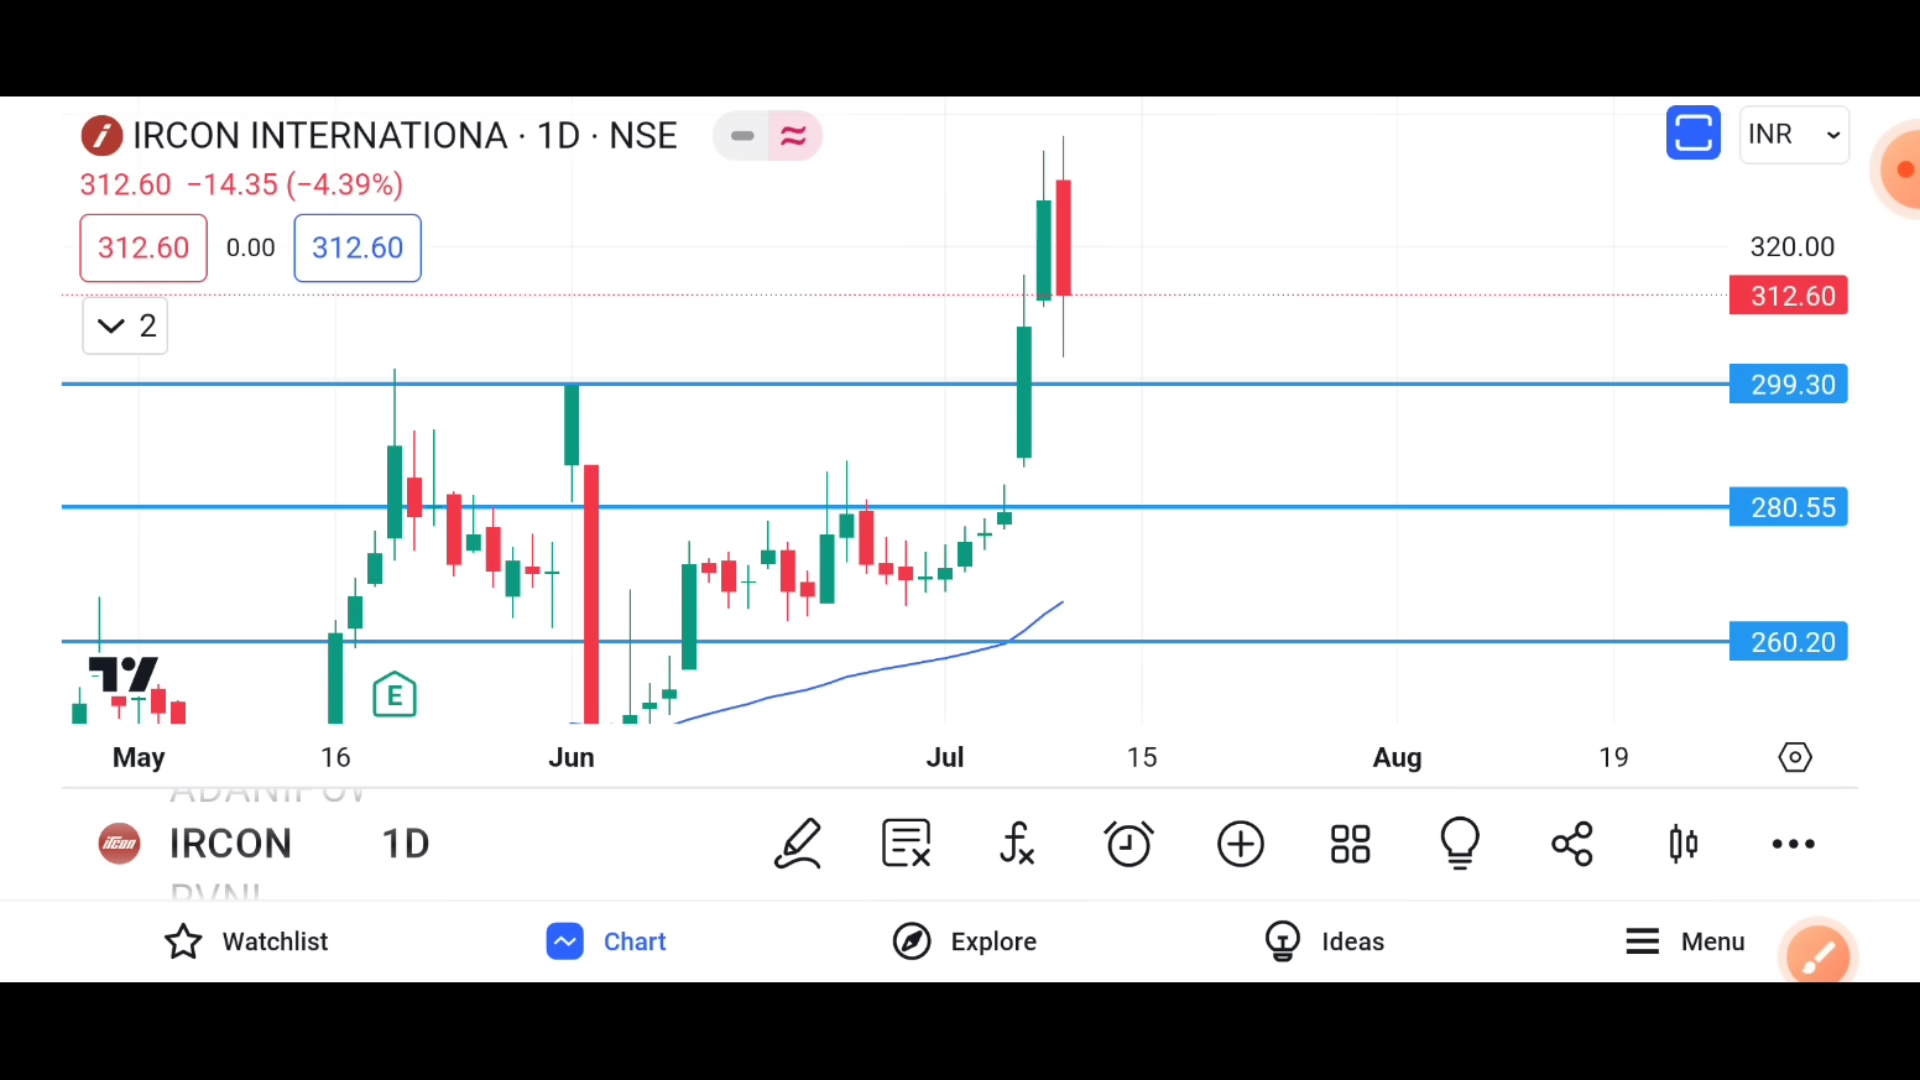 IRCON INTERNATIONA · 1D · NSE
INR
312.60 −14.35 (−4.39%)
312.60 0.00 312.60
320.00
312.60
2
299.30
280.55
260.20
E
May 16 Jun Jul 15 Aug 19
IRCON 1D
Watchlist Chart Explore Ideas Menu